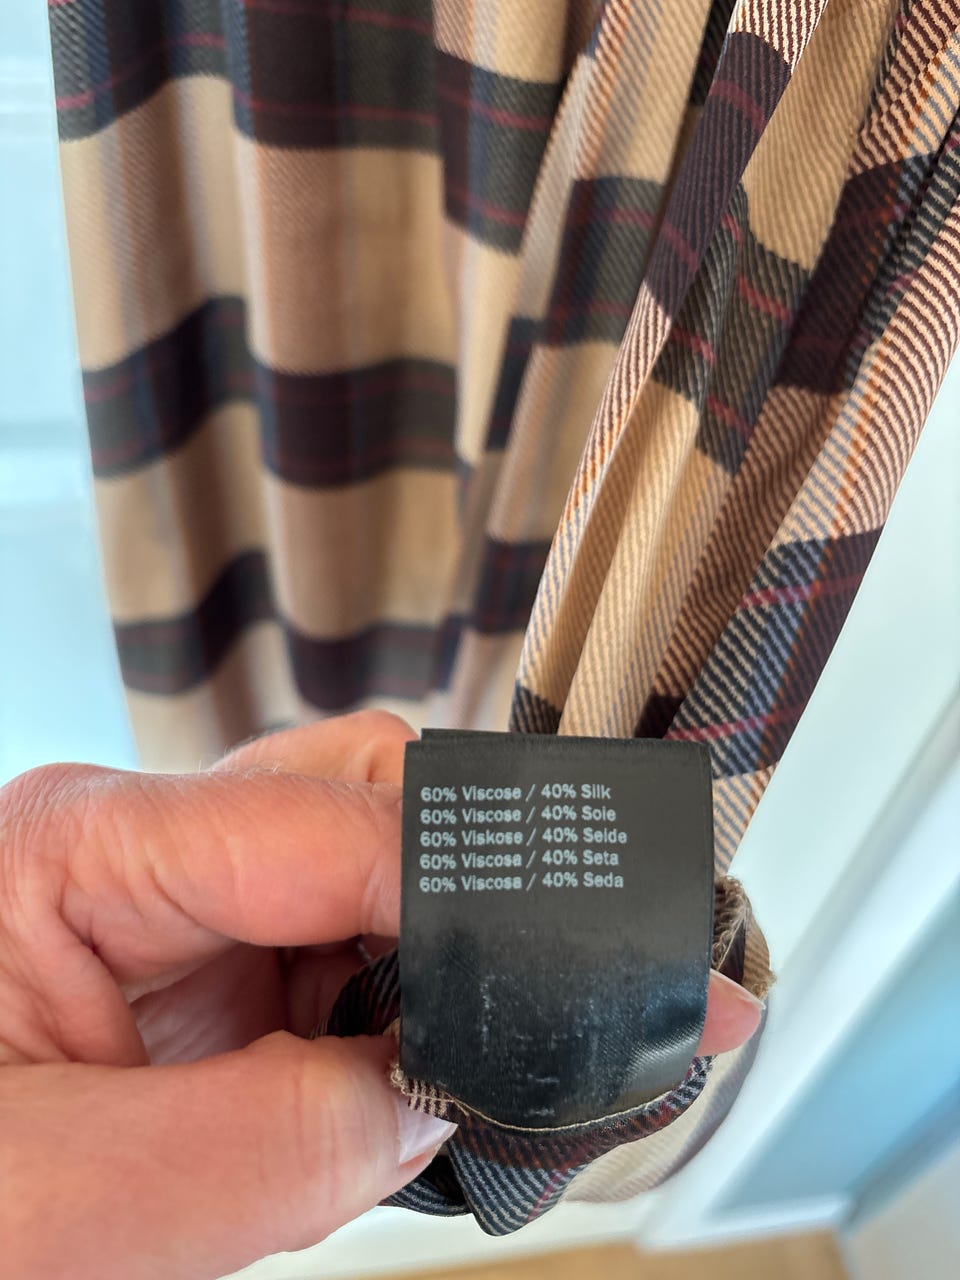 60% Viscose / 40% Silk
60% Viscose / 40% Soie
60% Viskose / 40% Seide
60% Viscosa / 40% Seta
60% Viscosa / 40% Seda